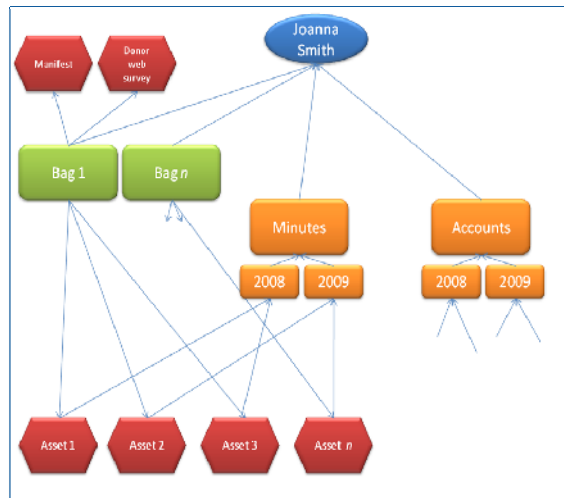 Joanna
Smith
Manifest
Donor
web
survey
Bag 1
Bag n
Minutes
Accounts
2008
2009
2008
2009
Asset 1
Asset 2
Asset 3
Asset n